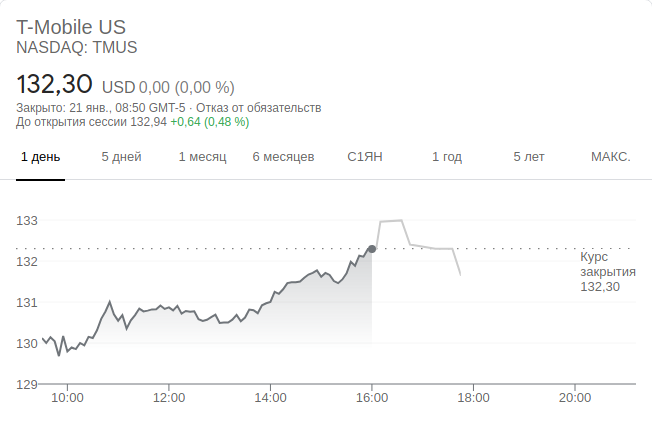 T-Mobile US
NASDAQ: TMUS
132,30 USD 0,00 (0,00 %)
Закрыто: 21 янв., 08:50 GMT-5 · Отказ от обязательств
До открытия сессии 132,94 +0,64 (0,48 %)
1 день 5 дней 1 месяц 6 месяцев С1ЯН 1 год 5 лет МАКС.
133
132
131
130
129
Курс
закрытия
132,30
10:00 12:00 14:00 16:00 18:00 20:00